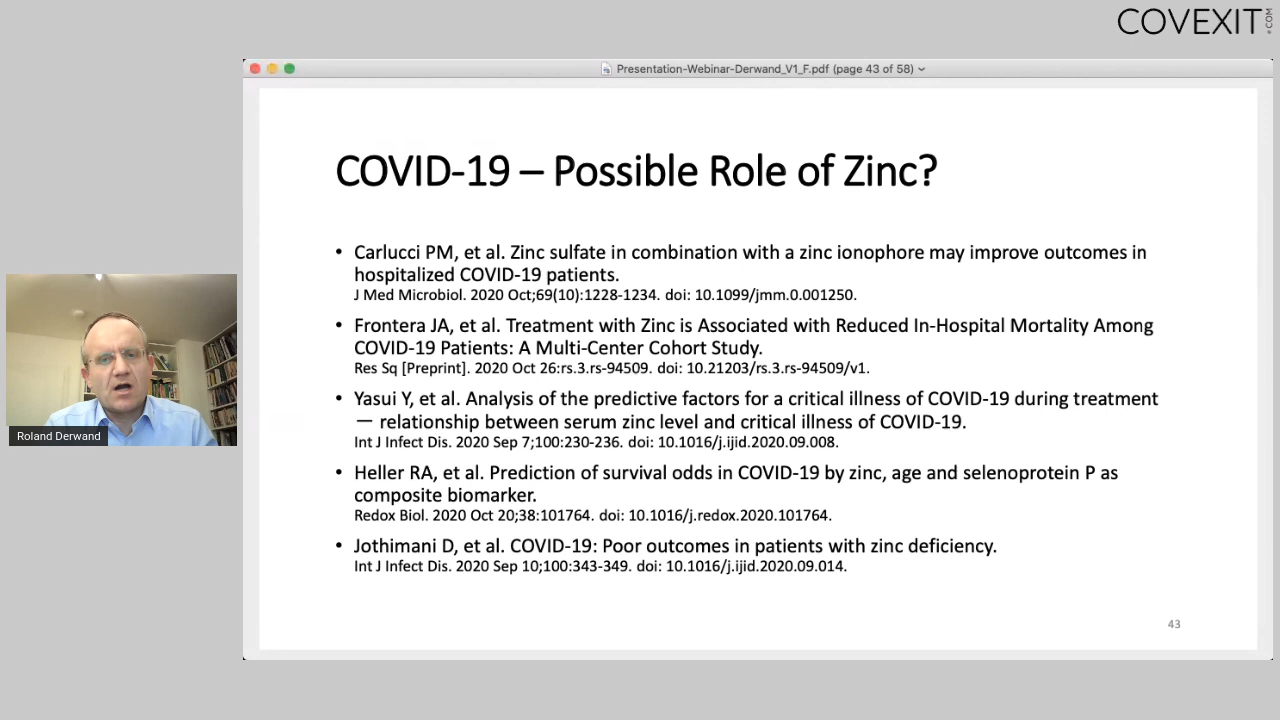 COVEXIT.COM
Presentation-Webinar-Derwand_V1_F.pdf (page 43 of 58)
COVID-19 – Possible Role of Zinc?
• Carlucci PM, et al. Zinc sulfate in combination with a zinc ionophore may improve outcomes in
hospitalized COVID-19 patients.
J Med Microbiol. 2020 Oct;69(10):1228-1234. doi: 10.1099/jmm.0.001250.
• Frontera JA, et al. Treatment with Zinc is Associated with Reduced In-Hospital Mortality Among
COVID-19 Patients: A Multi-Center Cohort Study.
Res Sq [Preprint]. 2020 Oct 26:rs.3.rs-94509. doi: 10.21203/rs.3.rs-94509/v1.
• Yasui Y, et al. Analysis of the predictive factors for a critical illness of COVID-19 during treatment
— relationship between serum zinc level and critical illness of COVID-19.
Int J Infect Dis. 2020 Sep 7;100:230-236. doi: 10.1016/j.ijid.2020.09.008.
• Heller RA, et al. Prediction of survival odds in COVID-19 by zinc, age and selenoprotein P as
composite biomarker.
Redox Biol. 2020 Oct 20;38:101764. doi: 10.1016/j.redox.2020.101764.
• Jothimani D, et al. COVID-19: Poor outcomes in patients with zinc deficiency.
Int J Infect Dis. 2020 Sep 10;100:343-349. doi: 10.1016/j.ijid.2020.09.014.
43
Roland Derwand